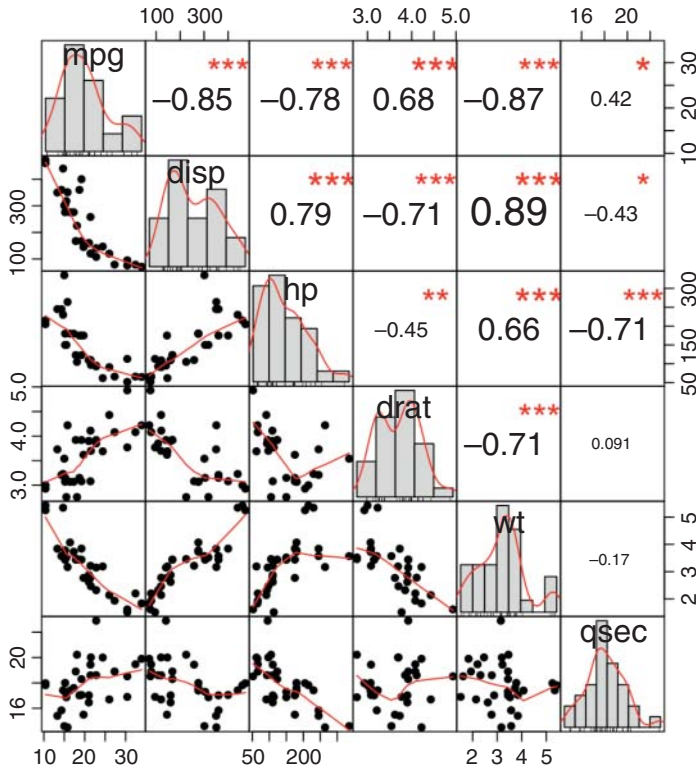 100 300 3.0 4.0 5.0 16 20
mpg *** *** *** *** *
−0.85 −0.78 0.68 −0.87 0.42
10 20 30
disp *** *** *** *
0.79 −0.71 0.89 −0.43
100 300
hp ** *** ***
−0.45 0.66 −0.71
50 150 300
drat ***
−0.71 0.091
3.0 4.0 5.0
wt
−0.17
2 3 4 5
qsec
16 20
10 20 30 50 200 2 3 4 5